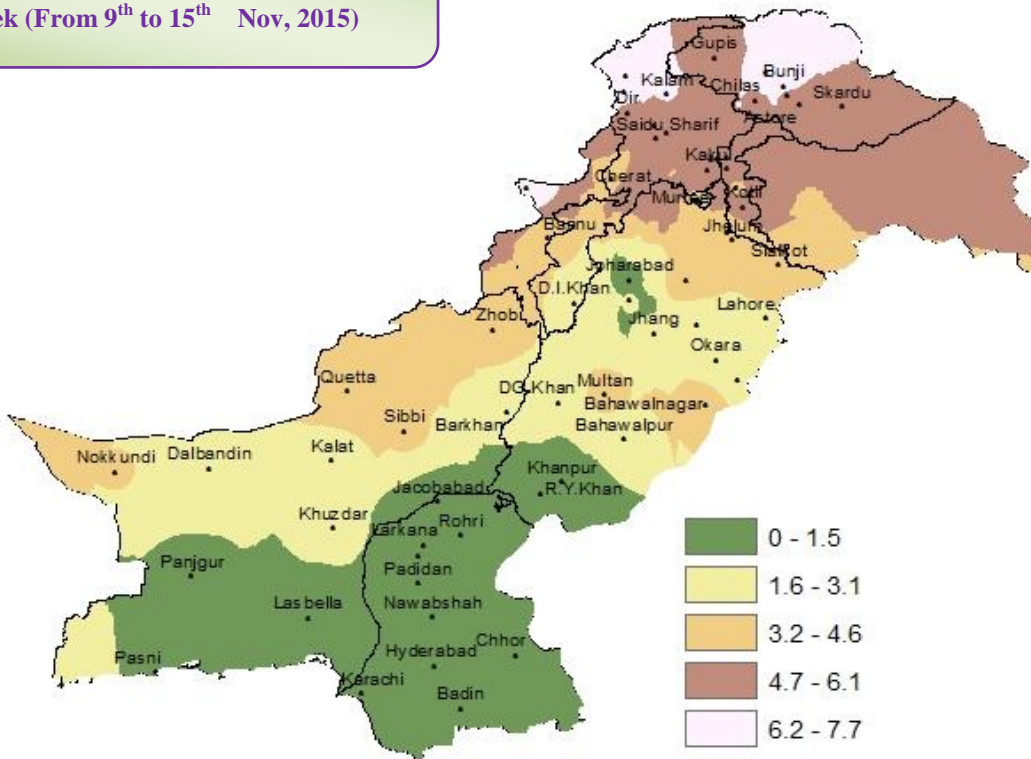 ek (From 9th to 15th Nov, 2015)
Gupis
Kalam
Bunji
Chilas
Skardu
Dir
Astore
Saidu Sharif
Kakul
Cherat
Murree
Kotli
Bannu
Jhelum
Sialkot
Joharabad
D.I.Khan
Lahore
Zhob
Jhang
Okara
Quetta
DG.Khan
Multan
Bahawalnagar
Sibbi
Barkhan
Bahawalpur
Nokkundi
Dalbandin
Kalat
Khanpur
Jacobabad
R.Y.Khan
Khuzdar
Rohri
Larkana
Panjgur
Padidan
Lasbella
Nawabshah
Chhor
Hyderabad
Pasni
Karachi
Badin
0 - 1.5
1.6 - 3.1
3.2 - 4.6
4.7 - 6.1
6.2 - 7.7